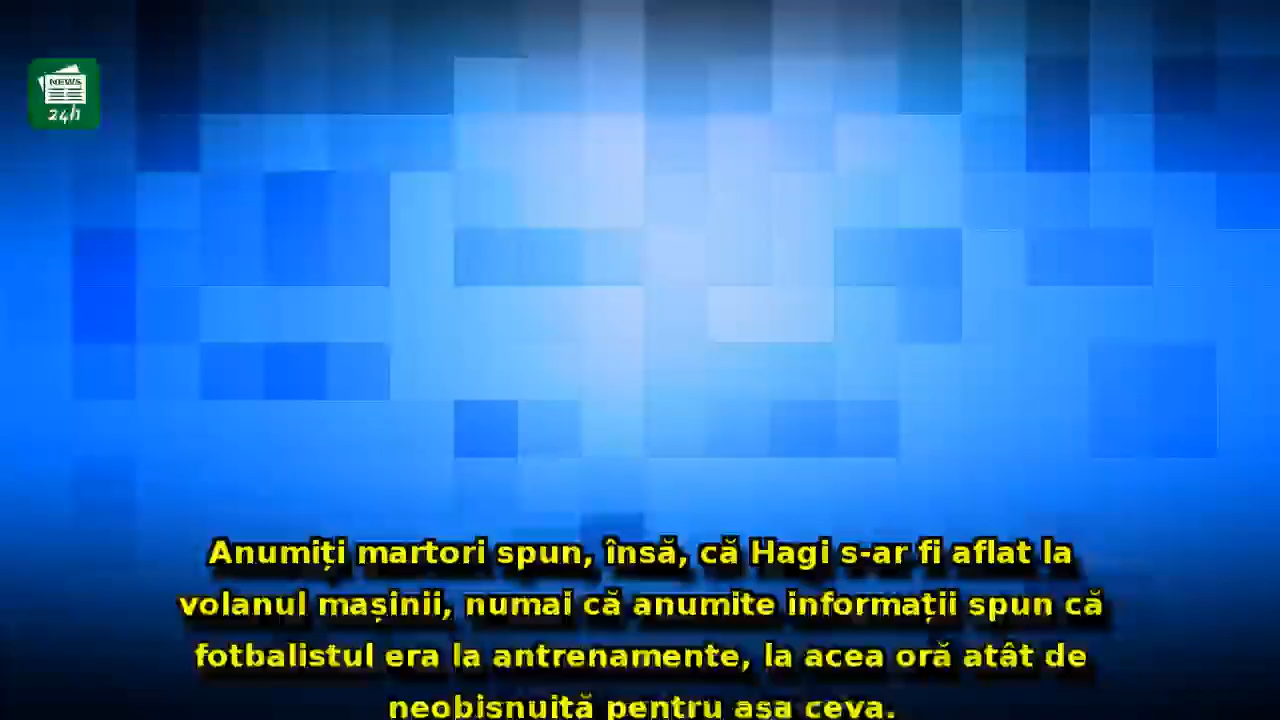 NEWS
24h
Anumiți martori spun, însă, că Hagi s-ar fi aflat la
volanul mașinii, numai că anumite informații spun că
fotbalistul era la antrenamente, la acea oră atât de
neobișnuită pentru așa ceva.